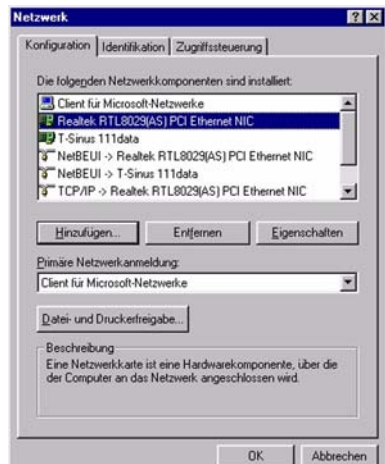 Netzwerk
Konfiguration Identifikation Zugriffssteuerung
Die folgenden Netzwerkkomponenten sind installiert:
Client für Microsoft-Netzwerke
Realtek RTL8029(AS) PCI Ethernet NIC
T-Sinus 111data
NetBEUI -> Realtek RTL8029(AS) PCI Ethernet NIC
NetBEUI -> T-Sinus 111data
TCP/IP -> Realtek RTL8029(AS) PCI Ethernet NIC
Hinzufügen... Entfernen Eigenschaften
Primäre Netzwerkanmeldung:
Client für Microsoft-Netzwerke
Datei- und Druckerfreigabe...
Beschreibung
Eine Netzwerkkarte ist eine Hardwarekomponente, über die
der Computer an das Netzwerk angeschlossen wird.
OK Abbrechen